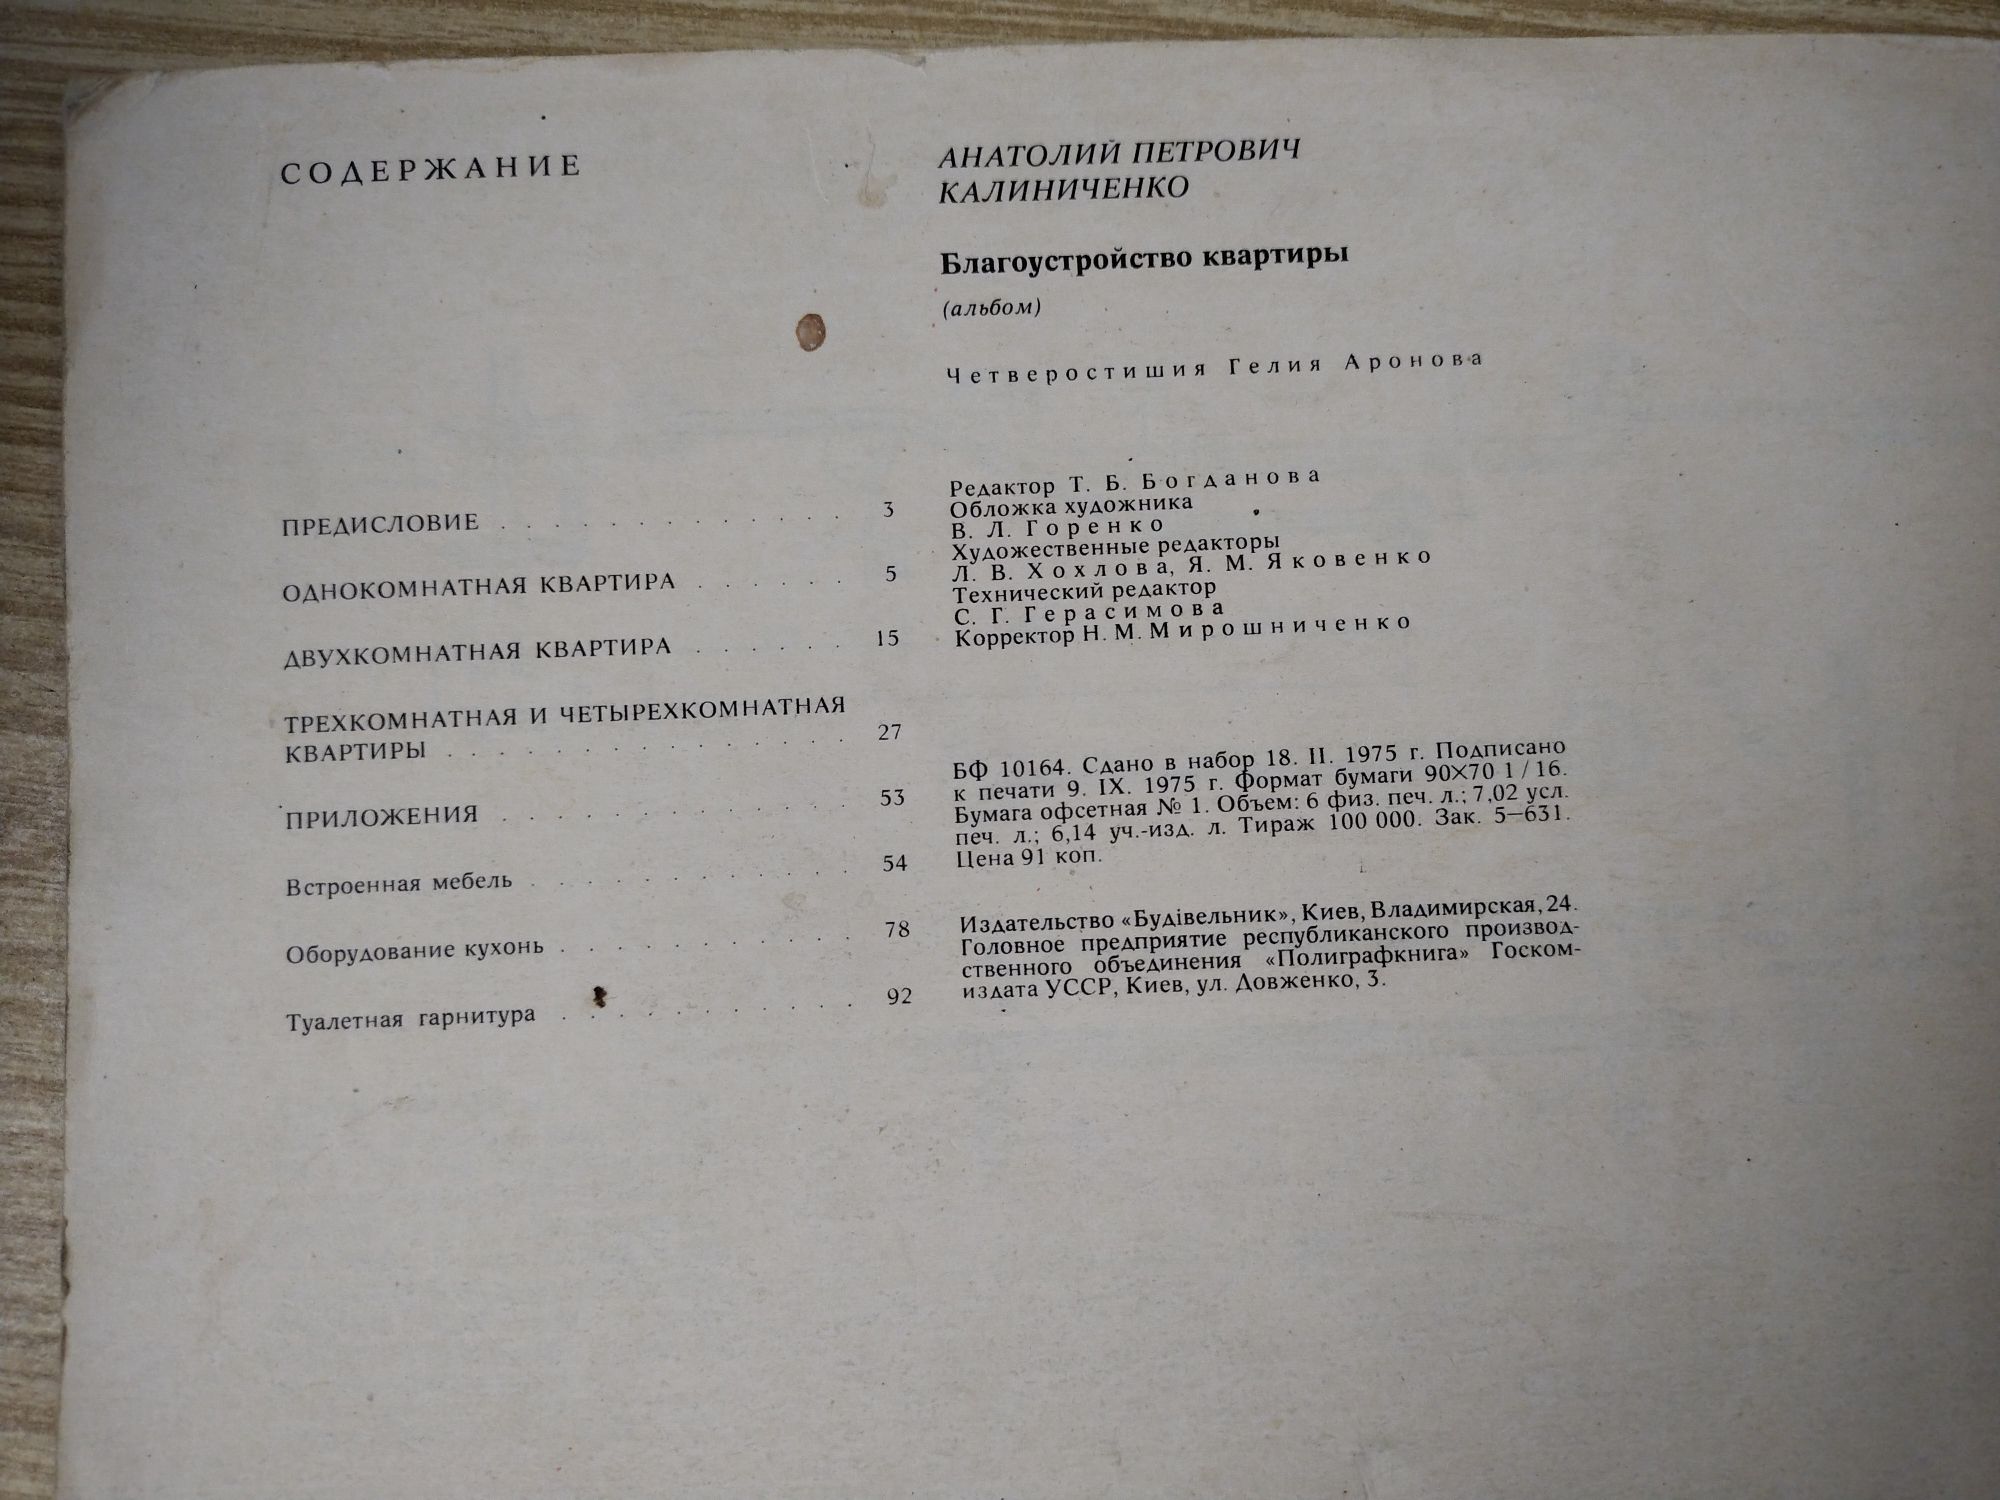 СОДЕРЖАНИЕ
ПРЕДИСЛОВИЕ . . . . . . . . . . . . . 3
ОДНОКОМНАТНАЯ КВАРТИРА . . . . . . 5
ДВУХКОМНАТНАЯ КВАРТИРА . . . . . . 15
ТРЕХКОМНАТНАЯ И ЧЕТЫРЕХКОМНАТНАЯ
КВАРТИРЫ . . . . . . . . . . . . . . . 27
ПРИЛОЖЕНИЯ . . . . . . . . . . . . . 53
Встроенная мебель . . . . . . . . . . . . 54
Оборудование кухонь . . . . . . . . . . . 78
Туалетная гарнитура . . . . . . . . . . . 92
АНАТОЛИЙ ПЕТРОВИЧ
КАЛИНИЧЕНКО
Благоустройство квартиры
(альбом)
Четверостишия Гелия Аронова
Редактор Т. Б. Богданова
Обложка художника
В. Л. Горенко
Художественные редакторы
Л. В. Хохлова, Я. М. Яковенко
Технический редактор
С. Г. Герасимова
Корректор Н. М. Мирошниченко
БФ 10164. Сдано в набор 18. II. 1975 г. Подписано
к печати 9. IX. 1975 г. Формат бумаги 90×70 1/16.
Бумага офсетная № 1. Объем: 6 физ. печ. л.; 7,02 усл.
печ. л.; 6,14 уч.-изд. л. Тираж 100 000. Зак. 5—631.
Цена 91 коп.
Издательство «Будівельник», Киев, Владимирская, 24.
Головное предприятие республиканского производ-
ственного объединения «Полиграфкнига» Госком-
издата УССР, Киев, ул. Довженко, 3.